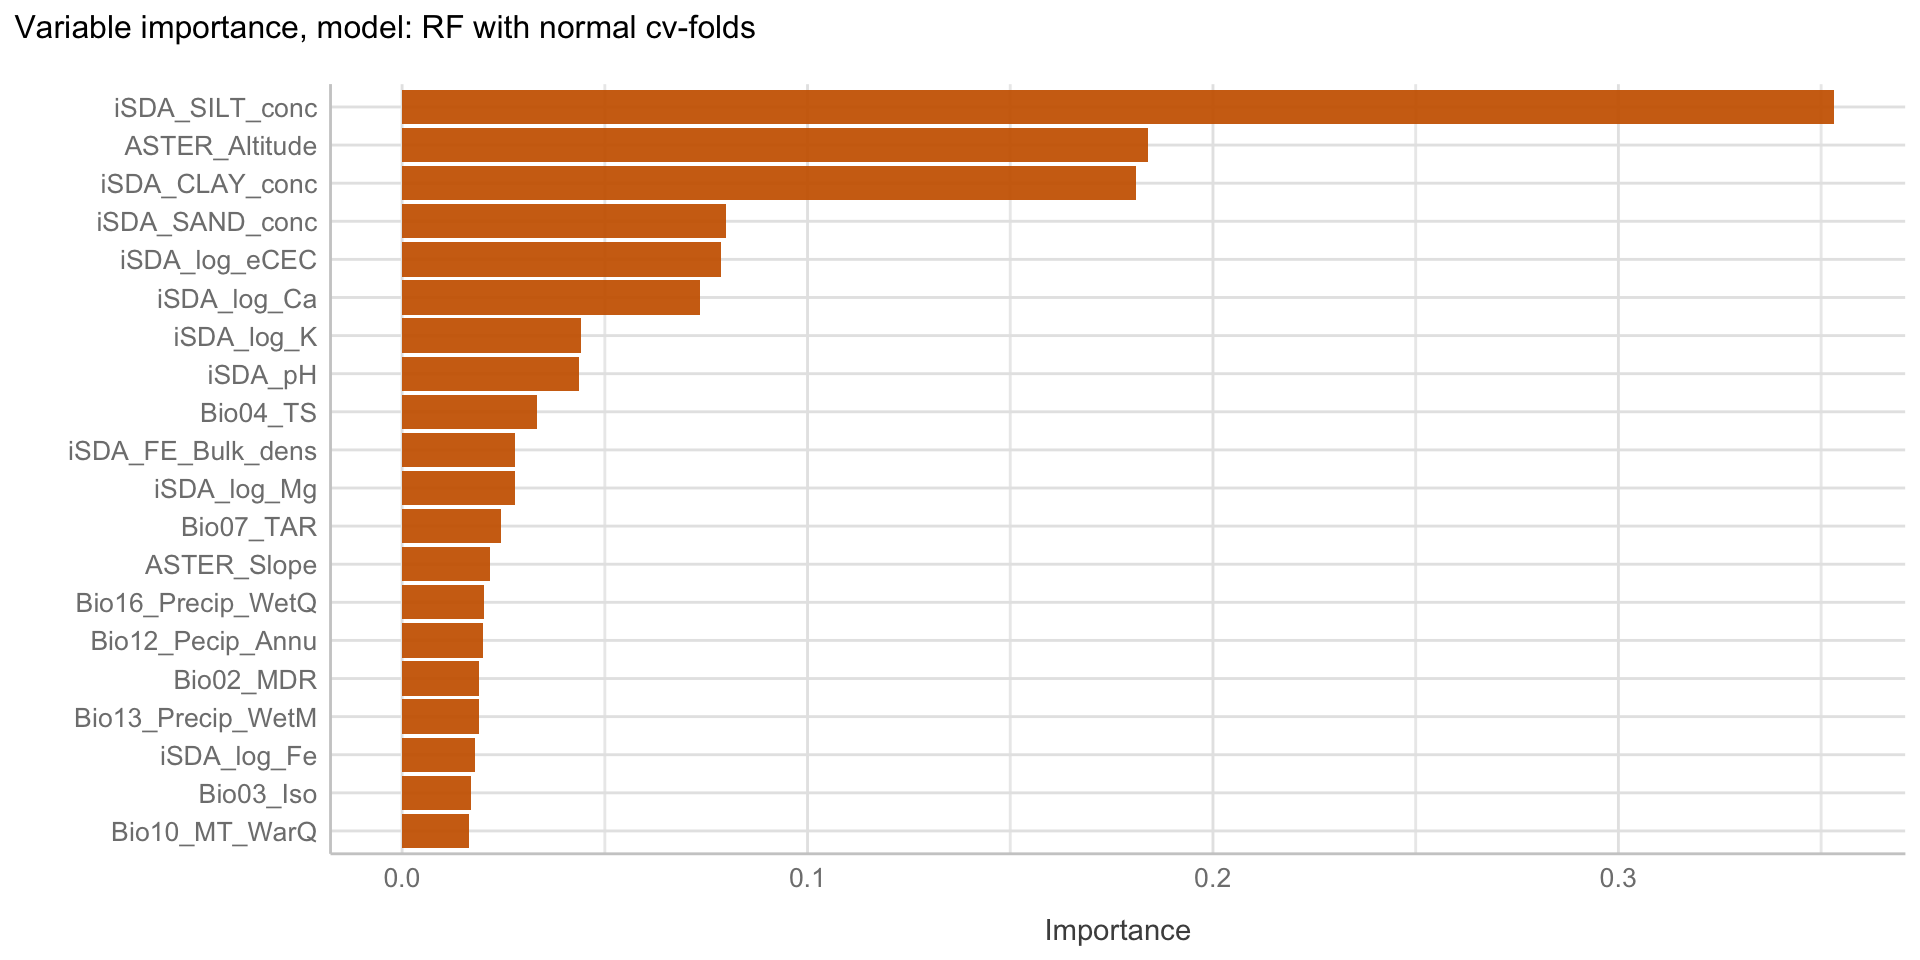 Variable importance, model: RF with normal cv-folds
iSDA_SILT_conc
ASTER_Altitude
iSDA_CLAY_conc
iSDA_SAND_conc
iSDA_log_eCEC
iSDA_log_Ca
iSDA_log_K
iSDA_pH
Bio04_TS
iSDA_FE_Bulk_dens
iSDA_log_Mg
Bio07_TAR
ASTER_Slope
Bio16_Precip_WetQ
Bio12_Pecip_Annu
Bio02_MDR
Bio13_Precip_WetM
iSDA_log_Fe
Bio03_Iso
Bio10_MT_WarQ
0.0 0.1 0.2 0.3
Importance